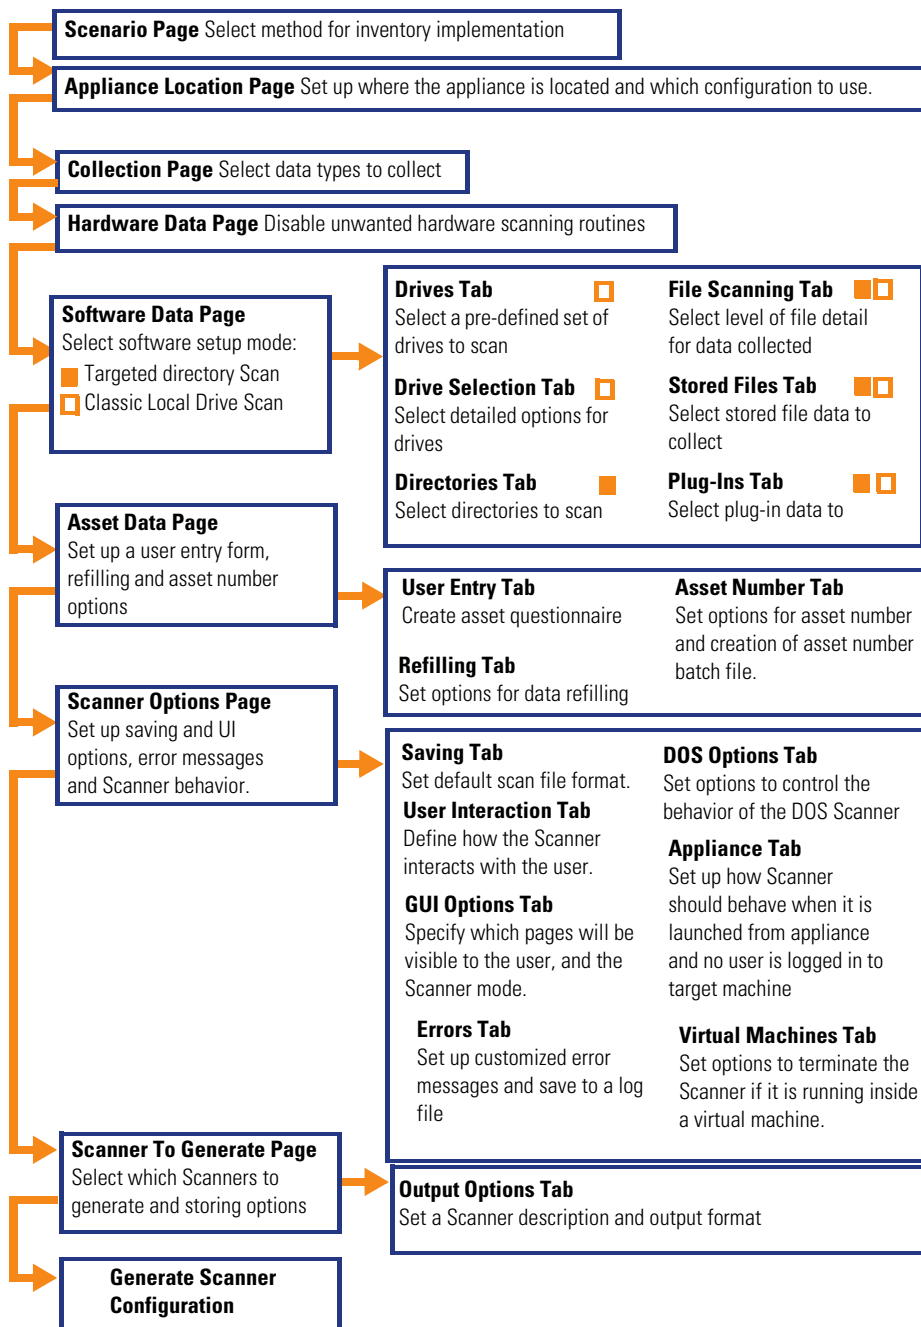 Scenario Page Select method for inventory implementation
Appliance Location Page Set up where the appliance is located and which configuration to use.
Collection Page Select data types to collect
Hardware Data Page Disable unwanted hardware scanning routines
Software Data Page
Select software setup mode:
Targeted directory Scan
Classic Local Drive Scan
Drives Tab
Select a pre-defined set of
drives to scan
Drive Selection Tab
Select detailed options for
drives
Directories Tab
Select directories to scan
File Scanning Tab
Select level of file detail
for data collected
Stored Files Tab
Select stored file data to
collect
Plug-Ins Tab
Select plug-in data to
Asset Data Page
Set up a user entry form,
refilling and asset number
options
User Entry Tab
Create asset questionnaire
Refilling Tab
Set options for data refilling
Asset Number Tab
Set options for asset number
and creation of asset number
batch file.
Scanner Options Page
Set up saving and UI
options, error messages
and Scanner behavior.
Saving Tab
Set default scan file format.
User Interaction Tab
Define how the Scanner
interacts with the user.
GUI Options Tab
Specify which pages will be
visible to the user, and the
Scanner mode.
Errors Tab
Set up customized error
messages and save to a log
file
DOS Options Tab
Set options to control the
behavior of the DOS Scanner
Appliance Tab
Set up how Scanner
should behave when it is
launched from appliance
and no user is logged in to
target machine
Virtual Machines Tab
Set options to terminate the
Scanner if it is running inside
a virtual machine.
Scanner To Generate Page
Select which Scanners to
generate and storing options
Output Options Tab
Set a Scanner description and output format
Generate Scanner
Configuration